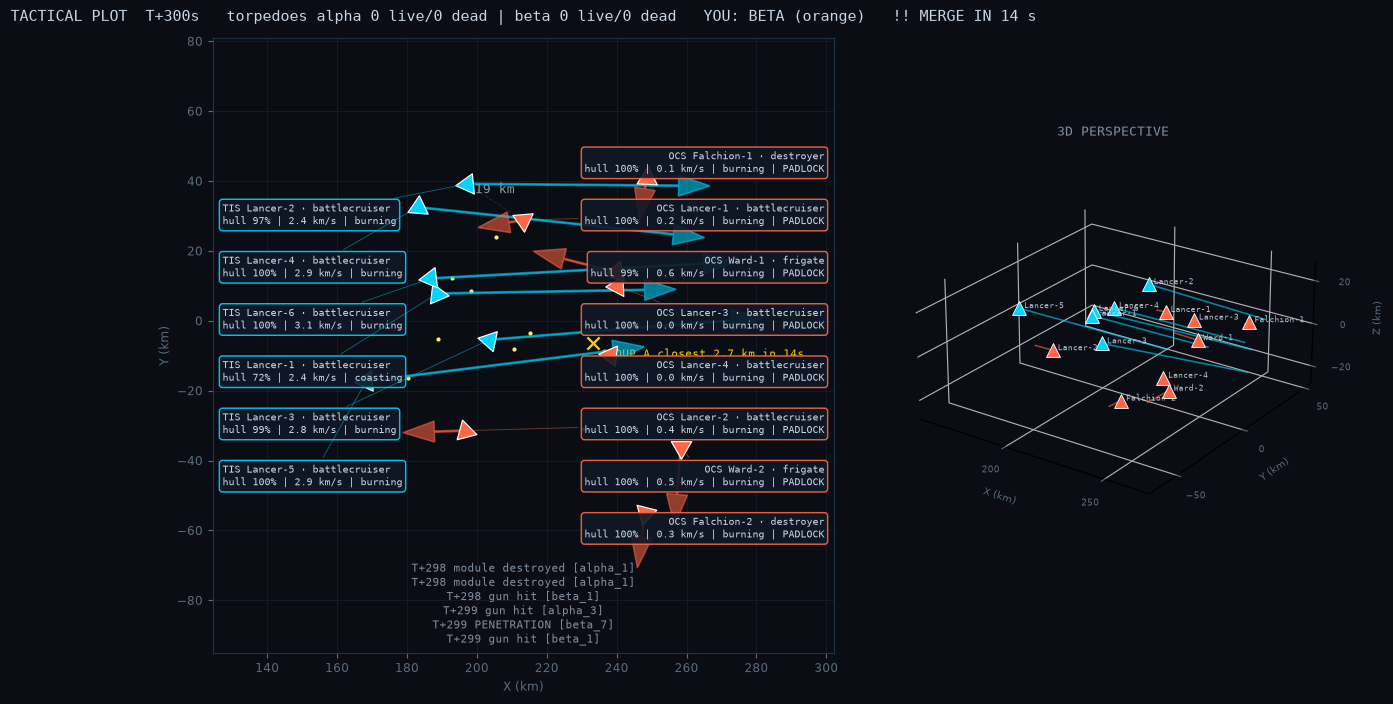 TACTICAL PLOT  T+300s   torpedoes alpha 0 live/0 dead | beta 0 live/0 dead   YOU: BETA (orange)   !! MERGE IN 14 s
80
60
40
20
0
−20
−40
−60
−80
Y (km)
140
160
180
200
220
240
260
280
300
X (km)
19 km
OCS Falchion-1 · destroyer
hull 100% | 0.1 km/s | burning | PADLOCK
TIS Lancer-2 · battlecruiser
hull 97% | 2.4 km/s | burning
OCS Lancer-1 · battlecruiser
hull 100% | 0.2 km/s | burning | PADLOCK
TIS Lancer-4 · battlecruiser
hull 100% | 2.9 km/s | burning
OCS Ward-1 · frigate
hull 99% | 0.6 km/s | burning | PADLOCK
TIS Lancer-6 · battlecruiser
hull 100% | 3.1 km/s | burning
OCS Lancer-3 · battlecruiser
hull 100% | 0.0 km/s | burning | PADLOCK
A closest 2.7 km in 14s
TIS Lancer-1 · battlecruiser
hull 72% | 2.4 km/s | coasting
OCS Lancer-4 · battlecruiser
hull 100% | 0.0 km/s | burning | PADLOCK
TIS Lancer-3 · battlecruiser
hull 99% | 2.8 km/s | burning
OCS Lancer-2 · battlecruiser
hull 100% | 0.4 km/s | burning | PADLOCK
TIS Lancer-5 · battlecruiser
hull 100% | 2.9 km/s | burning
OCS Ward-2 · frigate
hull 100% | 0.5 km/s | burning | PADLOCK
OCS Falchion-2 · destroyer
hull 100% | 0.3 km/s | burning | PADLOCK
T+298 module destroyed [alpha_1]
T+298 module destroyed [alpha_1]
T+298 gun hit [beta_1]
T+299 gun hit [alpha_3]
T+299 PENETRATION [beta_7]
T+299 gun hit [beta_1]
3D PERSPECTIVE
Lancer-2
Lancer-5
Lancer-4
Lancer-1
Lancer-3
Falchion-1
Ward-1
Lancer-3
Lancer-4
Ward-2
20
0
−20
Z (km)
50
0
−50
Y (km)
200
250
X (km)